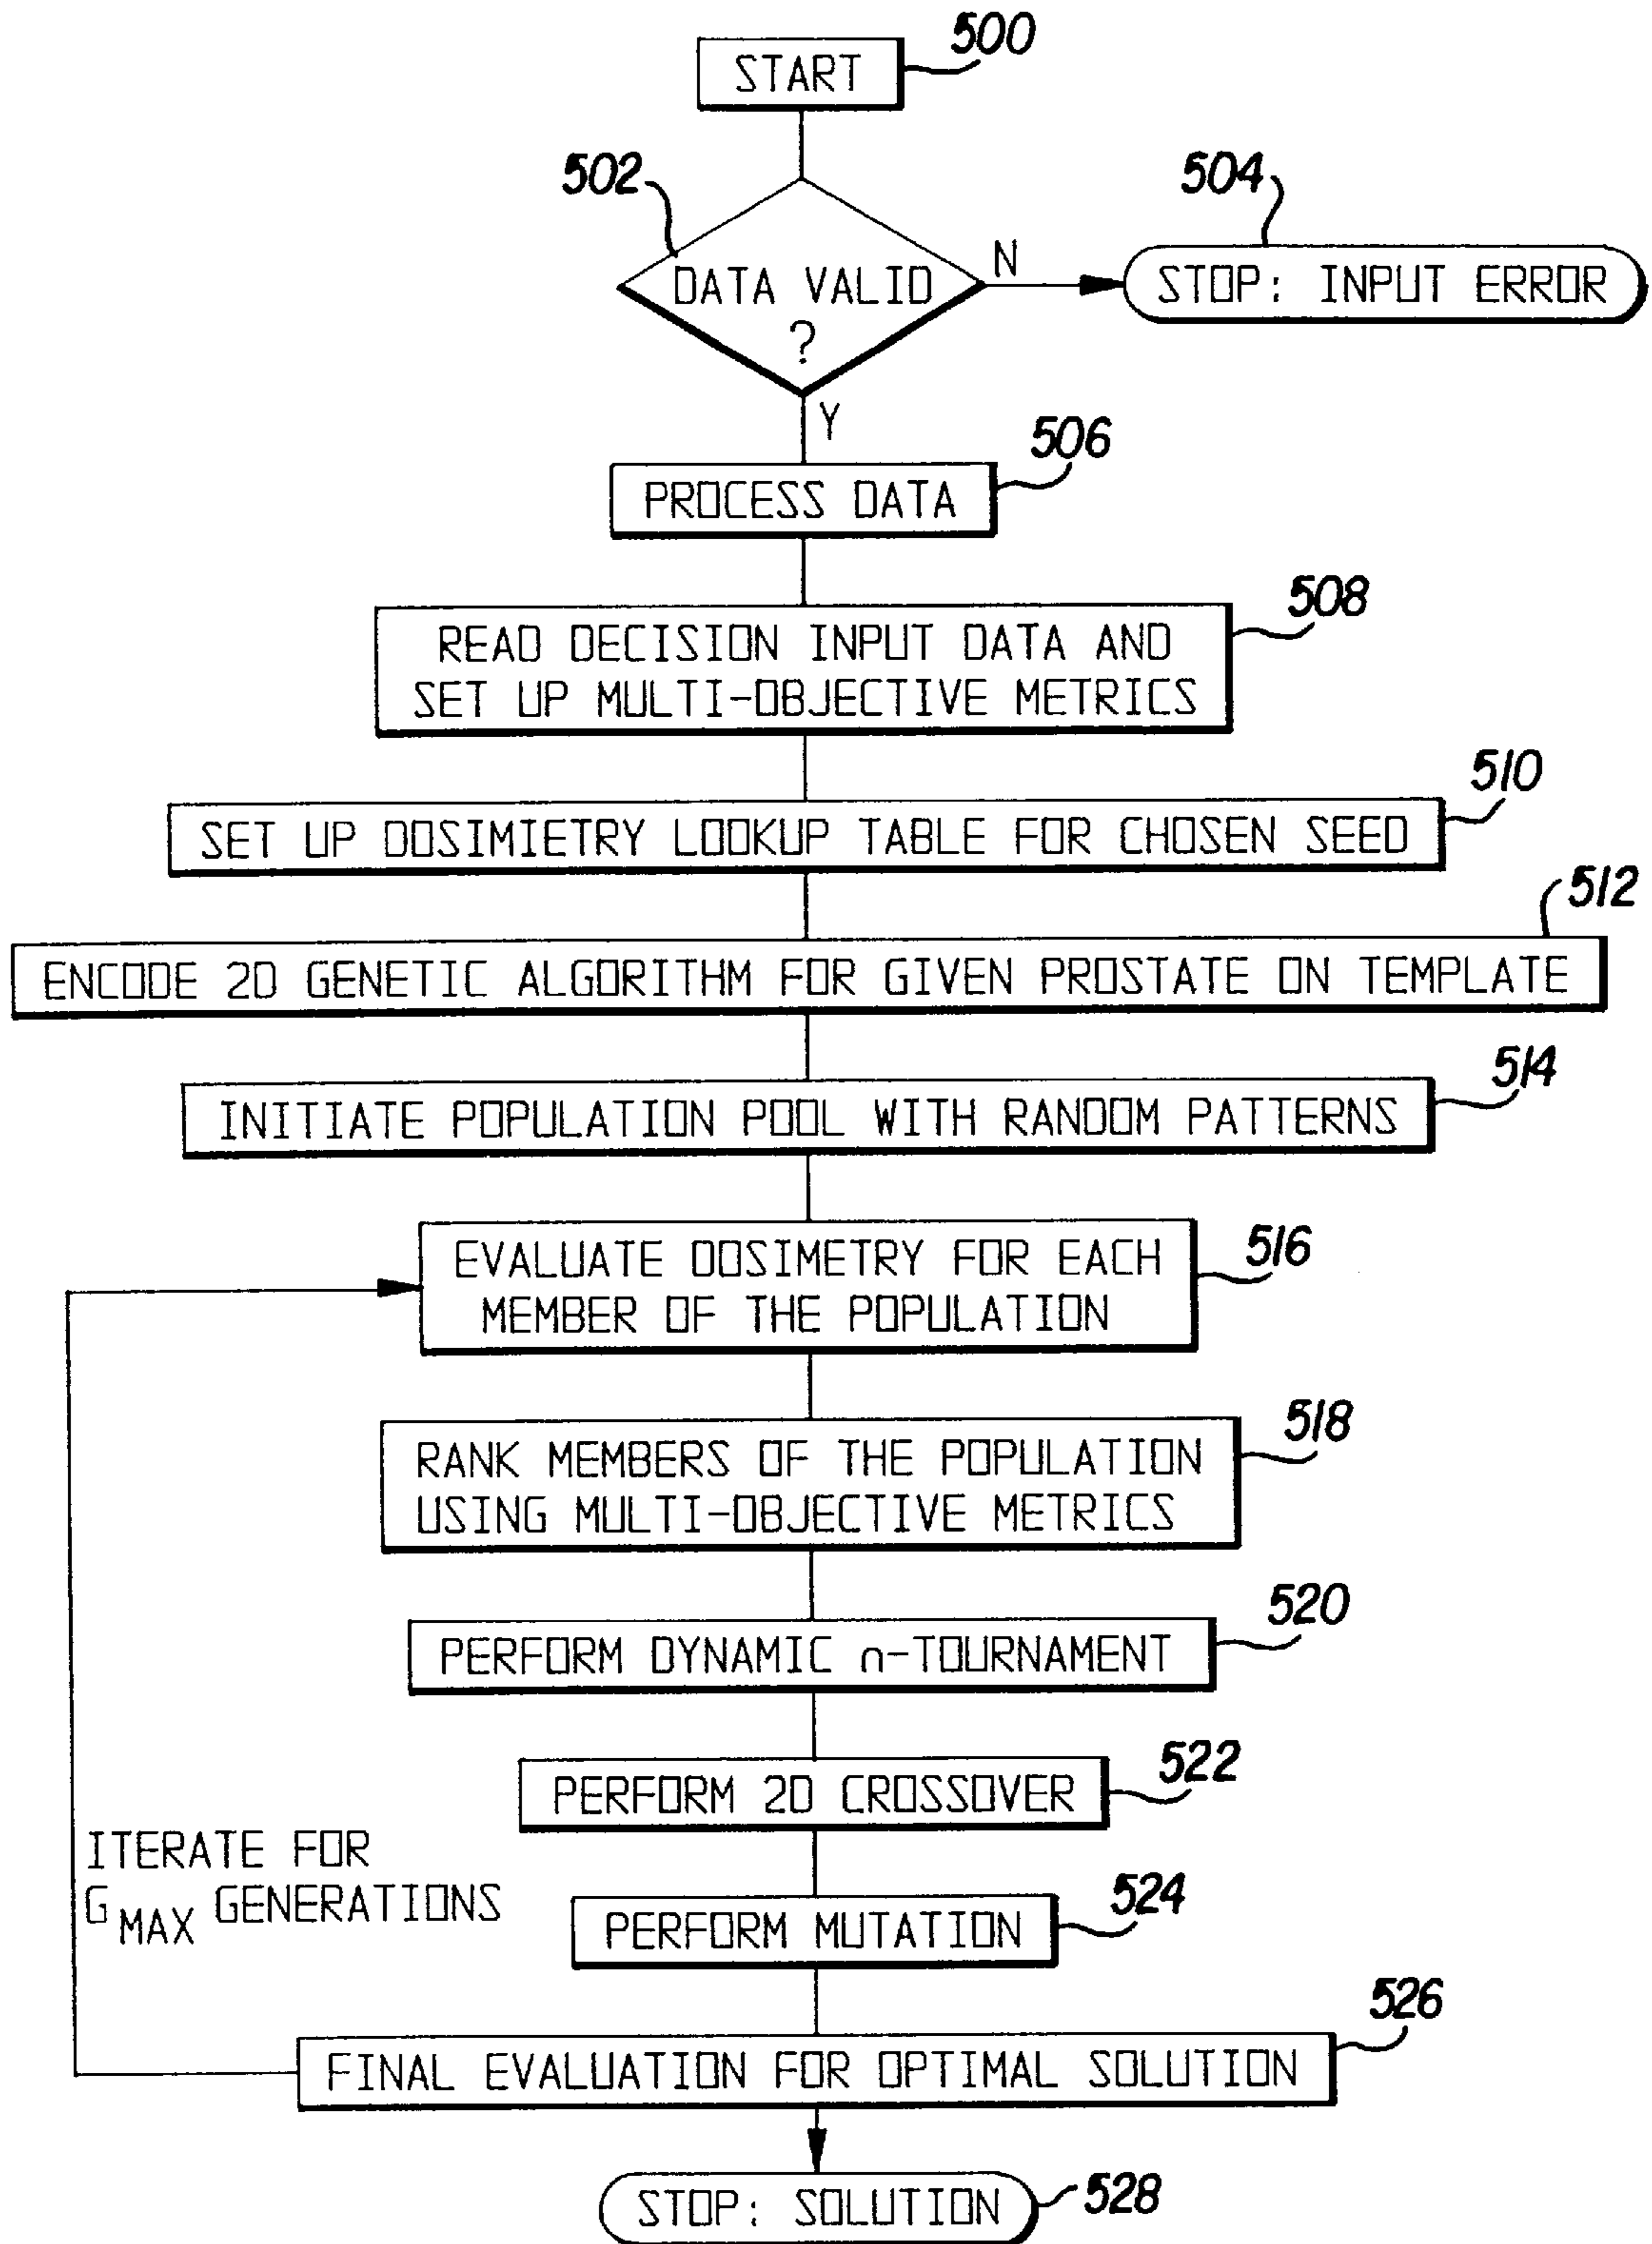 500
START
502
504
DATA VALID
?
N
STOP: INPUT ERROR
Y
506
PROCESS DATA
508
READ DECISION INPUT DATA AND
SET UP MULTI-OBJECTIVE METRICS
510
SET UP DOSIMIETRY LOOKUP TABLE FOR CHOSEN SEED
512
ENCODE 2D GENETIC ALGORITHM FOR GIVEN PROSTATE ON TEMPLATE
514
INITIATE POPULATION POOL WITH RANDOM PATTERNS
516
EVALUATE DOSIMETRY FOR EACH
MEMBER OF THE POPULATION
518
RANK MEMBERS OF THE POPULATION
USING MULTI-OBJECTIVE METRICS
520
PERFORM DYNAMIC n-TOURNAMENT
522
PERFORM 2D CROSSOVER
ITERATE FOR
G MAX GENERATIONS
524
PERFORM MUTATION
526
FINAL EVALUATION FOR OPTIMAL SOLUTION
528
STOP: SOLUTION